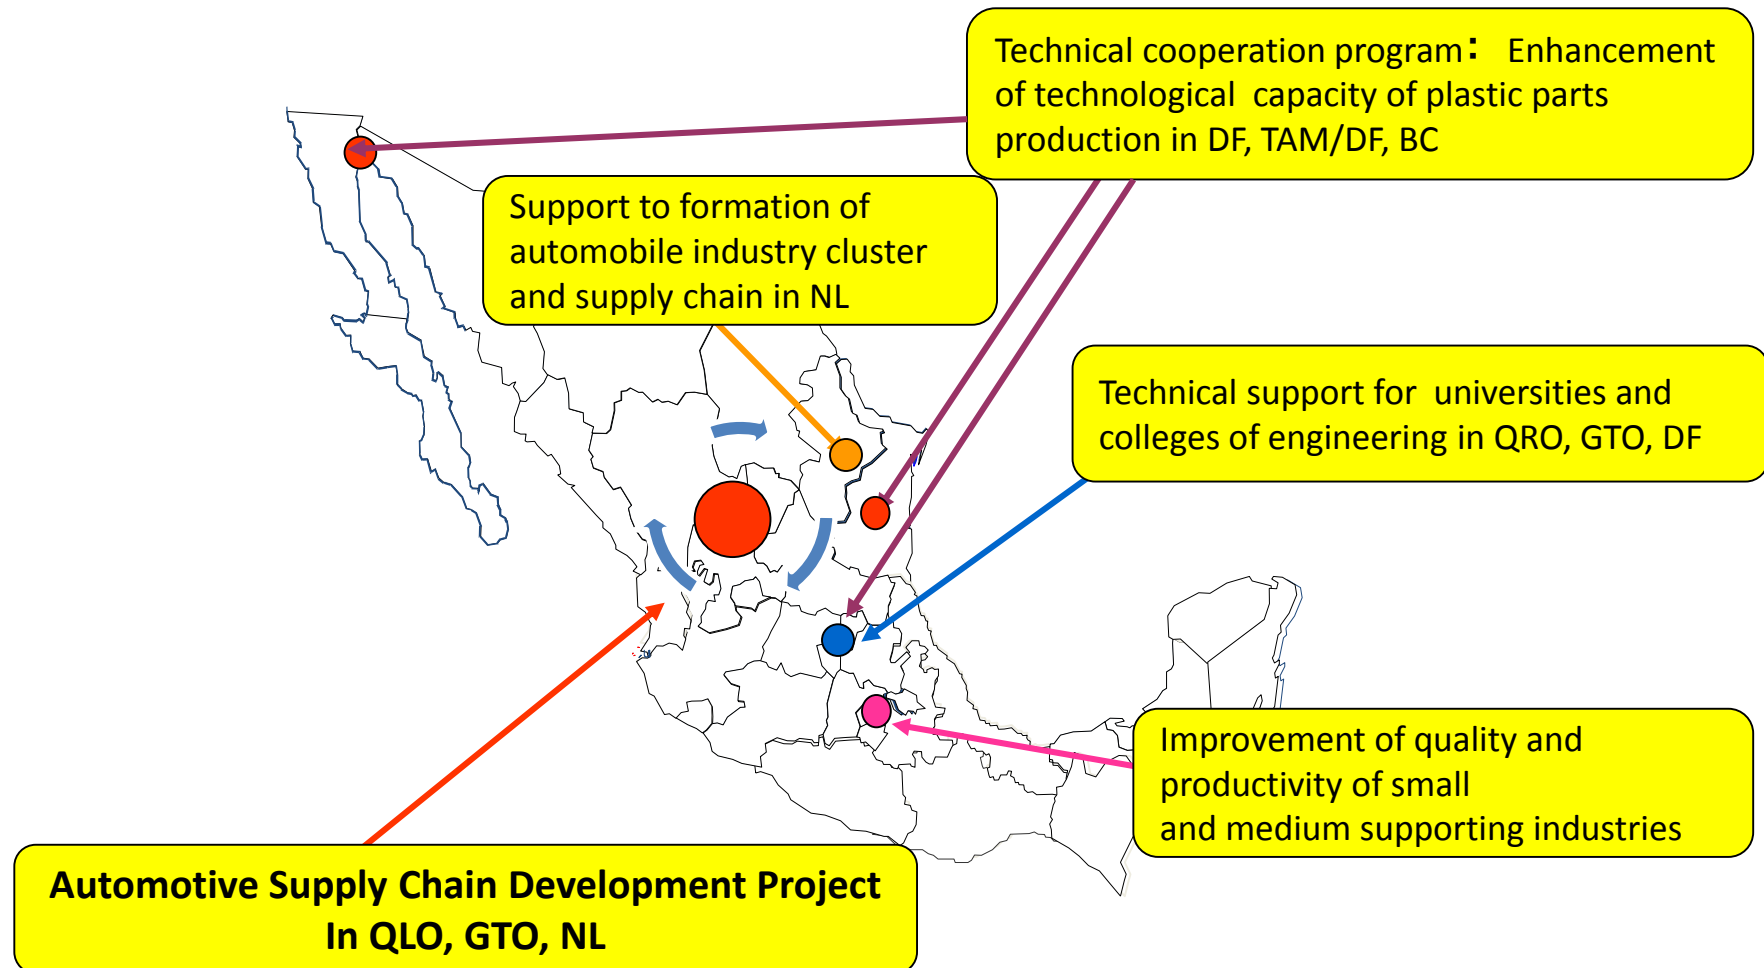 Technical cooperation program： Enhancement
of technological capacity of plastic parts
production in DF, TAM/DF, BC
Support to formation of
automobile industry cluster
and supply chain in NL
Technical support for universities and
colleges of engineering in QRO, GTO, DF
Improvement of quality and
productivity of small
and medium supporting industries
Automotive Supply Chain Development Project
In QLO, GTO, NL